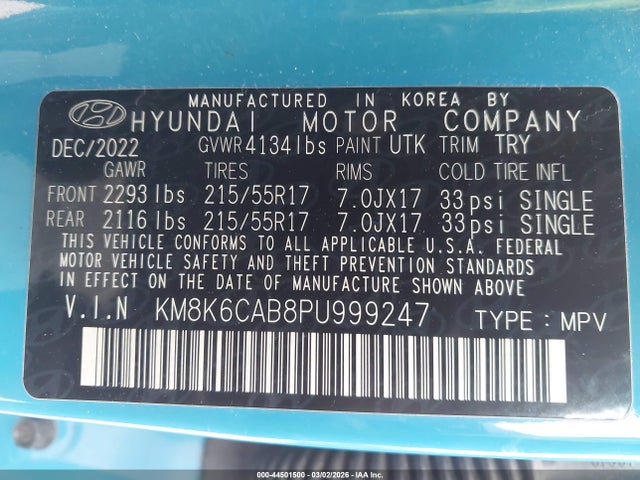 MANUFACTURED IN KOREA BY
HYUNDAI MOTOR COMPANY
DEC/2022 GVWR 4134lbs PAINT UTK TRIM TRY
GAWR TIRES RIMS COLD TIRE INFL
FRONT 2293 lbs 215/55R17 7.0JX17 33psi SINGLE
REAR 2116 lbs 215/55R17 7.0JX17 33psi SINGLE
THIS VEHICLE CONFORMS TO ALL APPLICABLE U.S.A. FEDERAL
MOTOR VEHICLE SAFETY AND THEFT PREVENTION STANDARDS
IN EFFECT ON THE DATE OF MANUFACTURE SHOWN ABOVE.
V.I.N KM8K6CAB8PU999247 TYPE : MPV
000-44501500 - 03/02/2026 - IAA Inc.